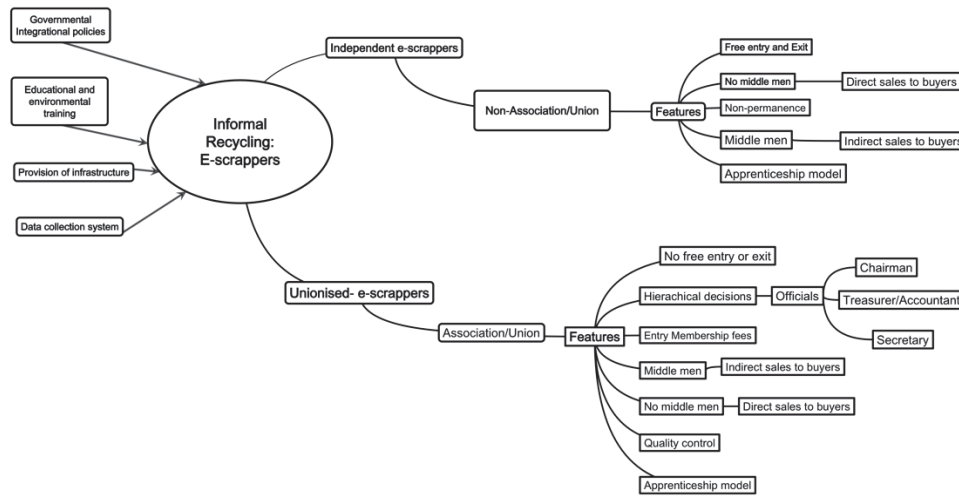 Governmental
Integrational policies
Educational and
environmental
training
Provision of infrastructure
Data collection system
Informal
Recycling:
E-scrappers
Independent e-scrappers
Non-Association/Union
Features
Free entry and Exit
No middle men
Direct sales to buyers
Non-permanence
Middle men
Indirect sales to buyers
Apprenticeship model
Unionised- e-scrappers
Association/Union
Features
No free entry or exit
Hierachical decisions
Officials
Chairman
Treasurer/Accountant
Secretary
Entry Membership fees
Middle men
Indirect sales to buyers
No middle men
Direct sales to buyers
Quality control
Apprenticeship model